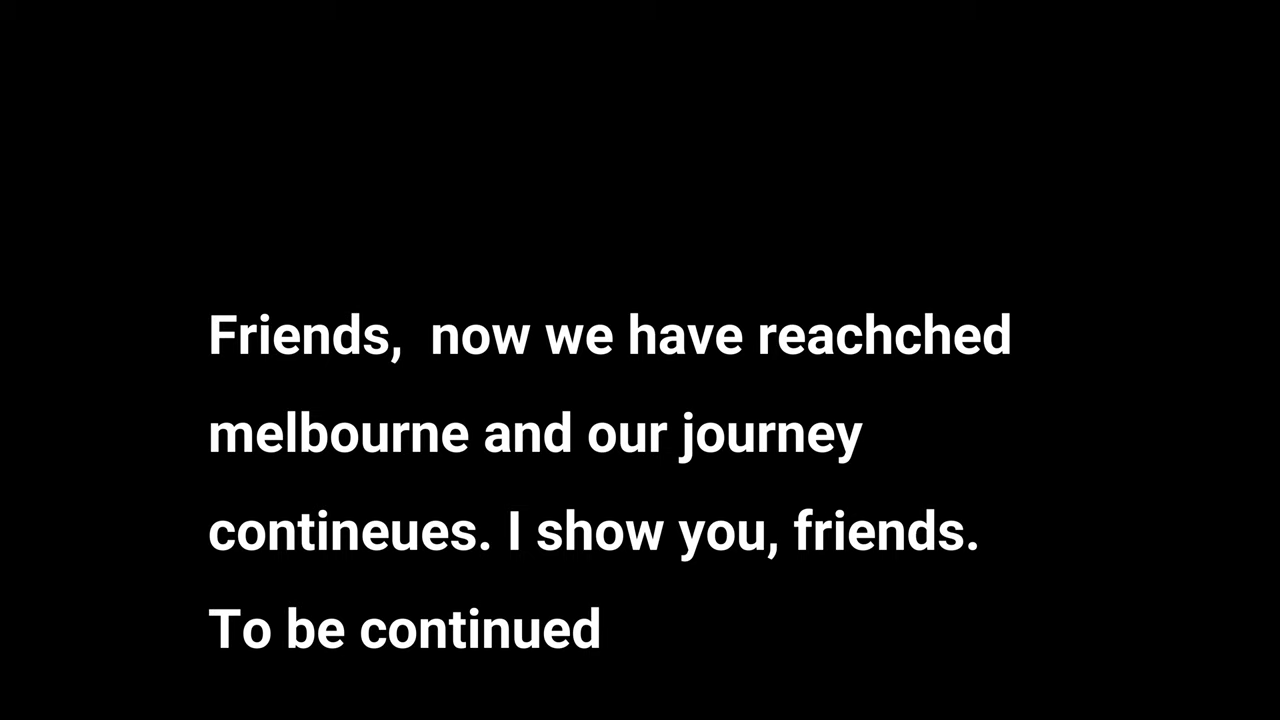 Friends,  now we have reachched
melbourne and our journey
contineues. I show you, friends.
To be continued